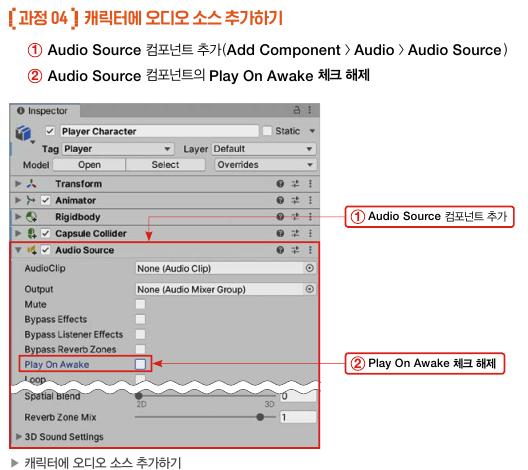 [ 과정 04 ] 캐릭터에 오디오 소스 추가하기
① Audio Source 컴포넌트 추가(Add Component > Audio > Audio Source)
② Audio Source 컴포넌트의 Play On Awake 체크 해제
Inspector
Player Character
Static
Tag Player Layer Default
Model Open Select Overrides
Transform
Animator
Rigidbody
① Audio Source 컴포넌트 추가
Capsule Collider
Audio Source
AudioClip None (Audio Clip)
Output None (Audio Mixer Group)
Mute
Bypass Effects
Bypass Listener Effects
Bypass Reverb Zones
Play On Awake
② Play On Awake 체크 해제
Loop
Spatial Blend 0
2D 3D
Reverb Zone Mix 1
3D Sound Settings
▶ 캐릭터에 오디오 소스 추가하기